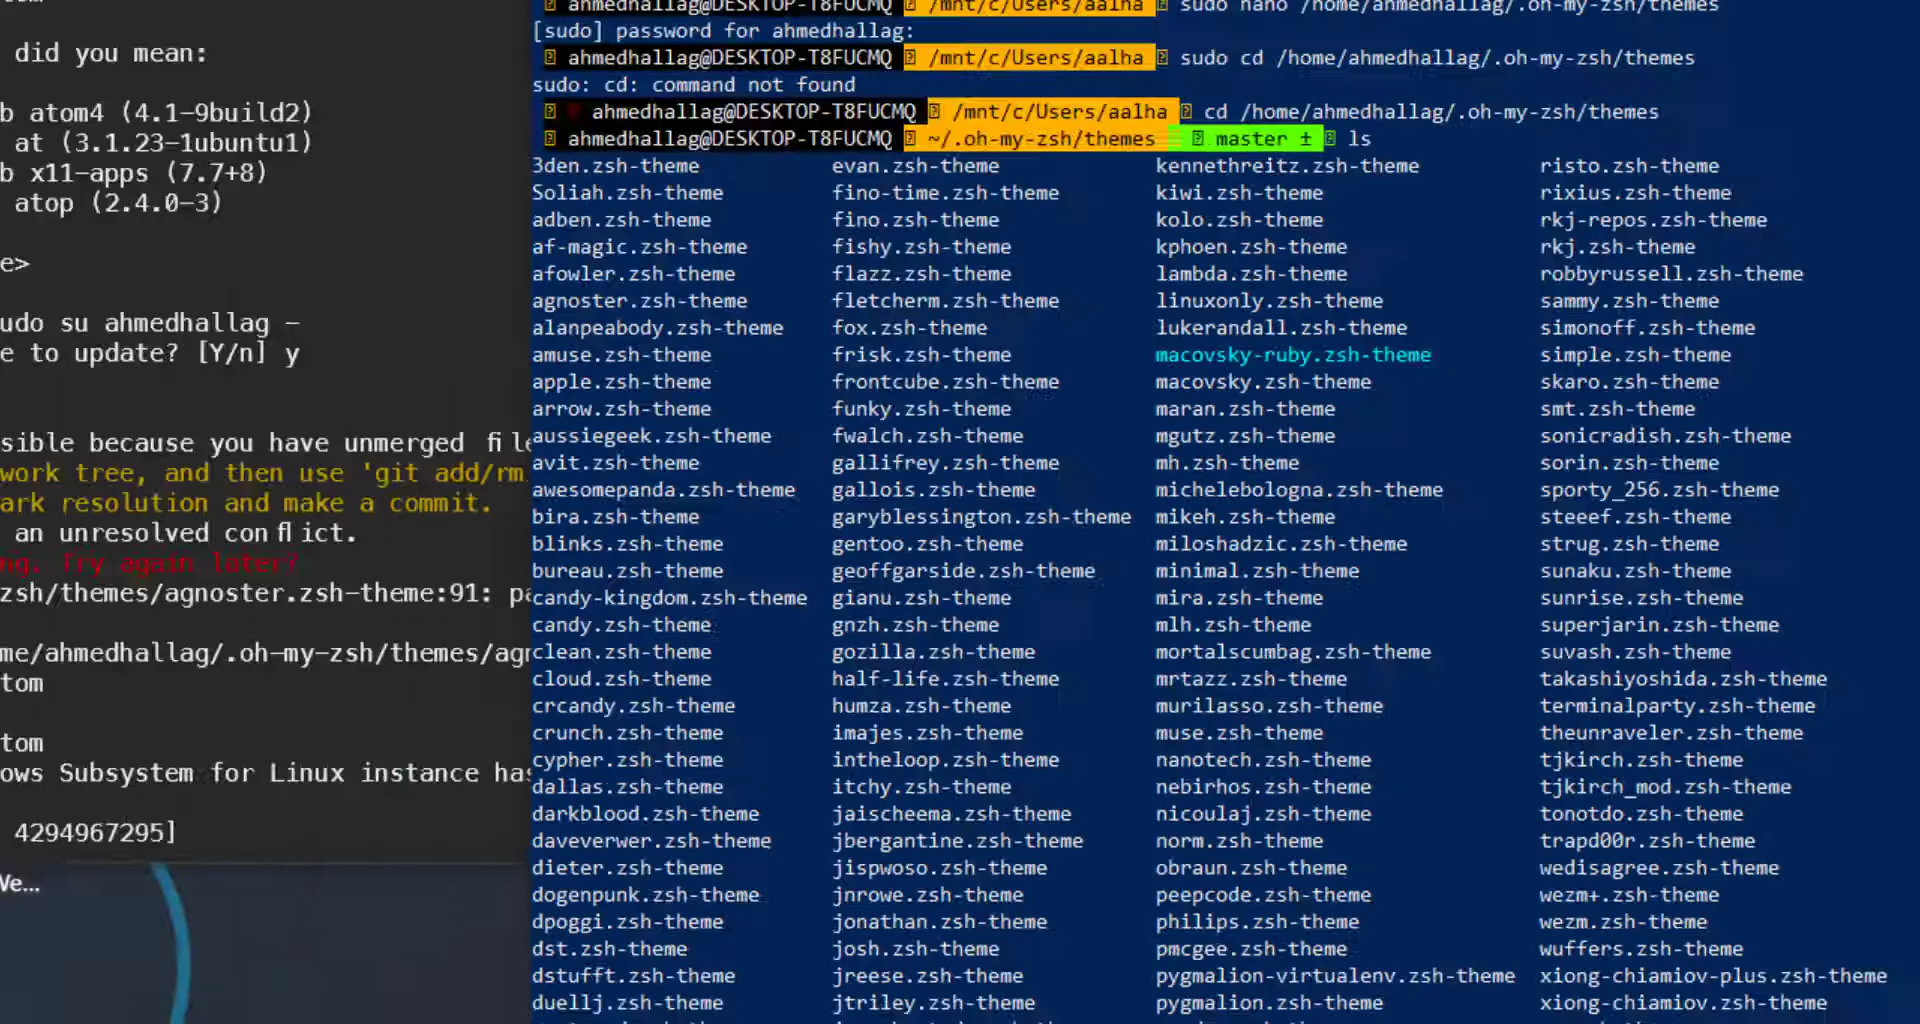 did you mean:
b atom4 (4.1-9build2)
at (3.1.23-1ubuntu1)
b x11-apps (7.7+8)
atop (2.4.0-3)
e>
udo su ahmedhallag -
e to update? [Y/n] y
sible because you have unmerged file
work tree, and then use 'git add/rm
ark resolution and make a commit.
an unresolved conflict.
ng. Try again later?
zsh/themes/agnoster.zsh-theme:91: pa
me/ahmedhallag/.oh-my-zsh/themes/agn
tom
tom
ows Subsystem for Linux instance has
4294967295]
We...
ahmedhallag@DESKTOP-T8FUCMQ /mnt/c/Users/aalha sudo nano /home/ahmedhallag/.oh-my-zsh/themes
[sudo] password for ahmedhallag:
ahmedhallag@DESKTOP-T8FUCMQ /mnt/c/Users/aalha sudo cd /home/ahmedhallag/.oh-my-zsh/themes
sudo: cd: command not found
ahmedhallag@DESKTOP-T8FUCMQ /mnt/c/Users/aalha cd /home/ahmedhallag/.oh-my-zsh/themes
ahmedhallag@DESKTOP-T8FUCMQ ~/.oh-my-zsh/themes master ± ls
3den.zsh-theme evan.zsh-theme kennethreitz.zsh-theme risto.zsh-theme
Soliah.zsh-theme fino-time.zsh-theme kiwi.zsh-theme rixius.zsh-theme
adben.zsh-theme fino.zsh-theme kolo.zsh-theme rkj-repos.zsh-theme
af-magic.zsh-theme fishy.zsh-theme kphoen.zsh-theme rkj.zsh-theme
afowler.zsh-theme flazz.zsh-theme lambda.zsh-theme robbyrussell.zsh-theme
agnoster.zsh-theme fletcherm.zsh-theme linuxonly.zsh-theme sammy.zsh-theme
alanpeabody.zsh-theme fox.zsh-theme lukerandall.zsh-theme simonoff.zsh-theme
amuse.zsh-theme frisk.zsh-theme macovsky-ruby.zsh-theme simple.zsh-theme
apple.zsh-theme frontcube.zsh-theme macovsky.zsh-theme skaro.zsh-theme
arrow.zsh-theme funky.zsh-theme maran.zsh-theme smt.zsh-theme
aussiegeek.zsh-theme fwalch.zsh-theme mgutz.zsh-theme sonicradish.zsh-theme
avit.zsh-theme gallifrey.zsh-theme mh.zsh-theme sorin.zsh-theme
awesomepanda.zsh-theme gallois.zsh-theme michelebologna.zsh-theme sporty_256.zsh-theme
bira.zsh-theme garyblessington.zsh-theme mikeh.zsh-theme steeef.zsh-theme
blinks.zsh-theme gentoo.zsh-theme miloshadzic.zsh-theme strug.zsh-theme
bureau.zsh-theme geoffgarside.zsh-theme minimal.zsh-theme sunaku.zsh-theme
candy-kingdom.zsh-theme gianu.zsh-theme mira.zsh-theme sunrise.zsh-theme
candy.zsh-theme gnzh.zsh-theme mlh.zsh-theme superjarin.zsh-theme
clean.zsh-theme gozilla.zsh-theme mortalscumbag.zsh-theme suvash.zsh-theme
cloud.zsh-theme half-life.zsh-theme mrtazz.zsh-theme takashiyoshida.zsh-theme
crcandy.zsh-theme humza.zsh-theme murilasso.zsh-theme terminalparty.zsh-theme
crunch.zsh-theme imajes.zsh-theme muse.zsh-theme theunraveler.zsh-theme
cypher.zsh-theme intheloop.zsh-theme nanotech.zsh-theme tjkirch.zsh-theme
dallas.zsh-theme itchy.zsh-theme nebirhos.zsh-theme tjkirch_mod.zsh-theme
darkblood.zsh-theme jaischeema.zsh-theme nicoulaj.zsh-theme tonotdo.zsh-theme
daveverwer.zsh-theme jbergantine.zsh-theme norm.zsh-theme trapd00r.zsh-theme
dieter.zsh-theme jispwoso.zsh-theme obraun.zsh-theme wedisagree.zsh-theme
dogenpunk.zsh-theme jnrowe.zsh-theme peepcode.zsh-theme wezm+.zsh-theme
dpoggi.zsh-theme jonathan.zsh-theme philips.zsh-theme wezm.zsh-theme
dst.zsh-theme josh.zsh-theme pmcgee.zsh-theme wuffers.zsh-theme
dstufft.zsh-theme jreese.zsh-theme pygmalion-virtualenv.zsh-theme xiong-chiamiov-plus.zsh-theme
duellj.zsh-theme jtriley.zsh-theme pygmalion.zsh-theme xiong-chiamiov.zsh-theme